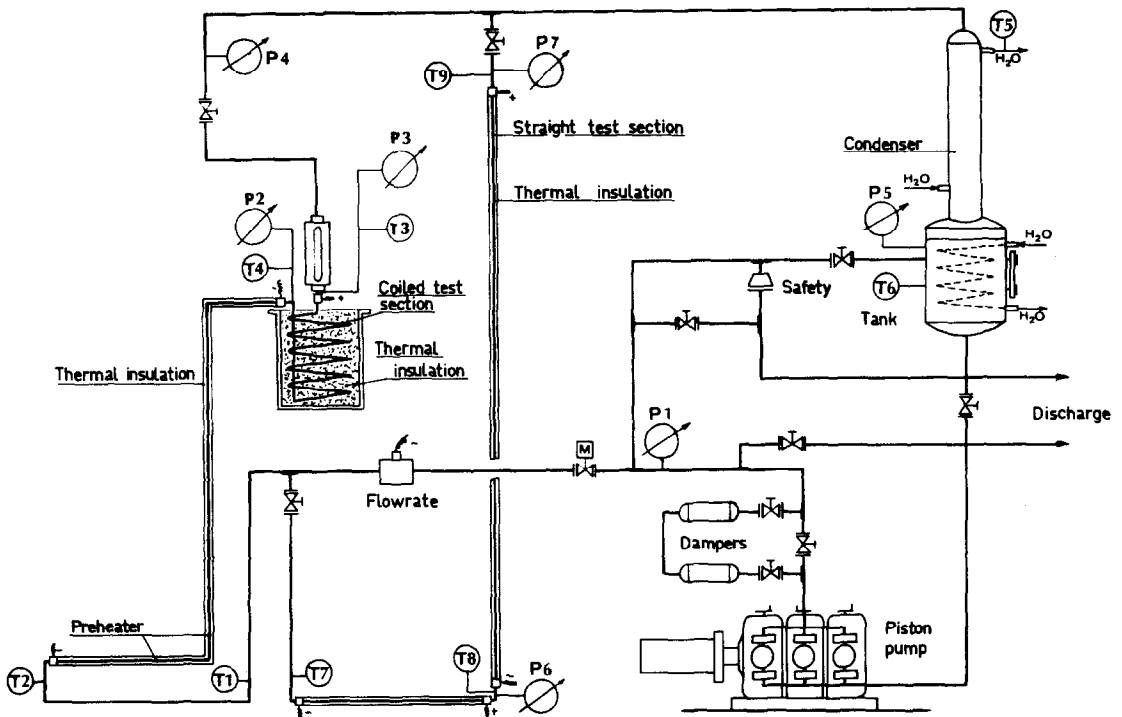 T5
H₂O
P4
P7
T9
+
Straight test section
Condenser
P3
Thermal insulation
H₂O
P5
P2
T3
H₂O
T4
T6
Safety
-
+
Coiled test
section
Tank
H₂O
Thermal
insulation
Thermal insulation
P1
Discharge
M
~
Flowrate
Dampers
Preheater
Piston
pump
-
T2
T1
T7
T8
-
P6
-
+